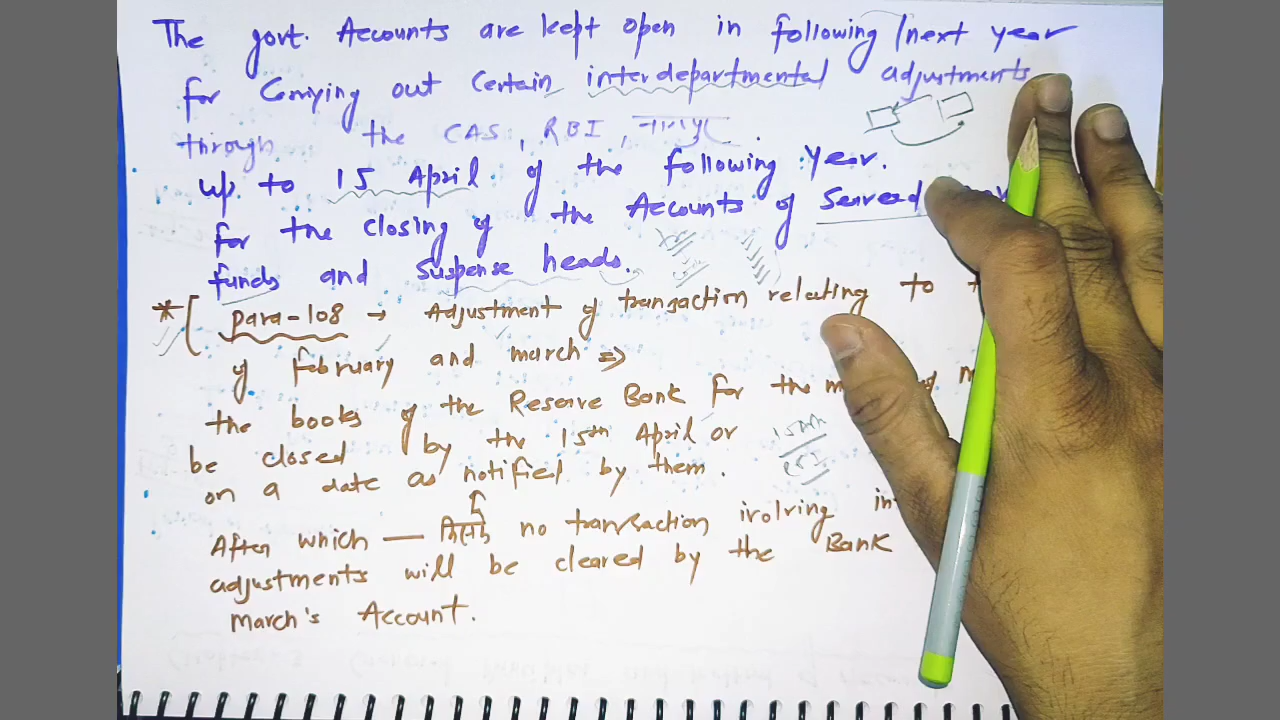 The govt. Accounts are kept open in following/next year
for carrying out certain interdepartmental adjustments
through the CAS, RBI,
up to 15 April of the following year.
for the closing of the Accounts of several
funds and suspense heads.
*[ para-108 → Adjustment of transaction relating to
of february and march ⇒
the books of the Reserve Bank for the
be closed by the 15th April or
on a date as notified by them.
After which — no transaction ivolving
adjustments will be cleared by the Bank
march's Account.